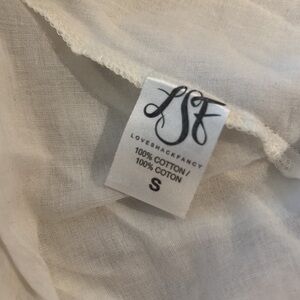 LSF
LOVESHACKFANCY
100% COTTON/
100% COTON
S